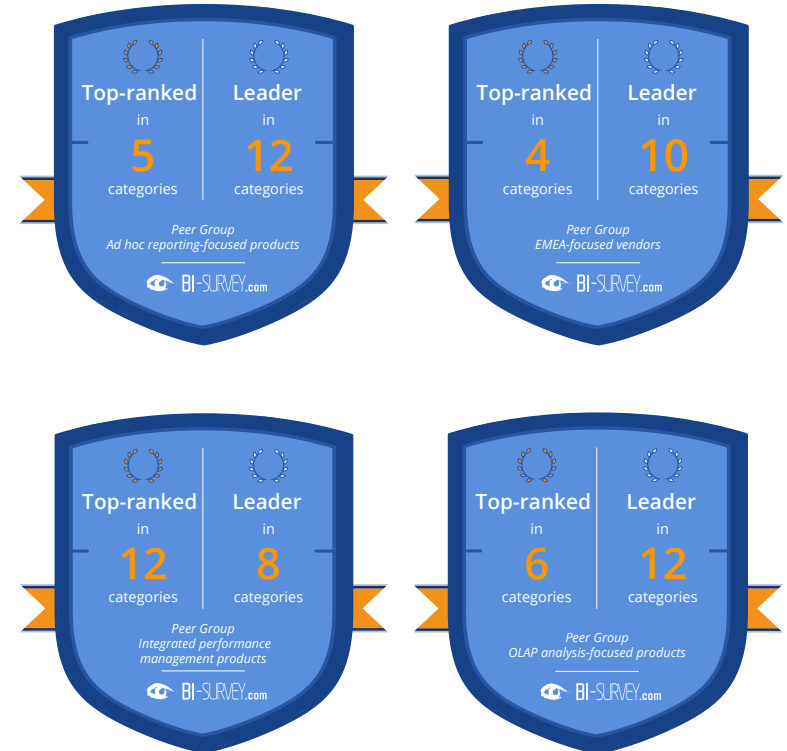 Top-ranked
in
5
categories
Leader
in
12
categories
Peer Group
Ad hoc reporting-focused products
BI-SURVEY.com
Top-ranked
in
4
categories
Leader
in
10
categories
Peer Group
EMEA-focused vendors
BI-SURVEY.com
Top-ranked
in
12
categories
Leader
in
8
categories
Peer Group
Integrated performance
management products
BI-SURVEY.com
Top-ranked
in
6
categories
Leader
in
12
categories
Peer Group
OLAP analysis-focused products
BI-SURVEY.com